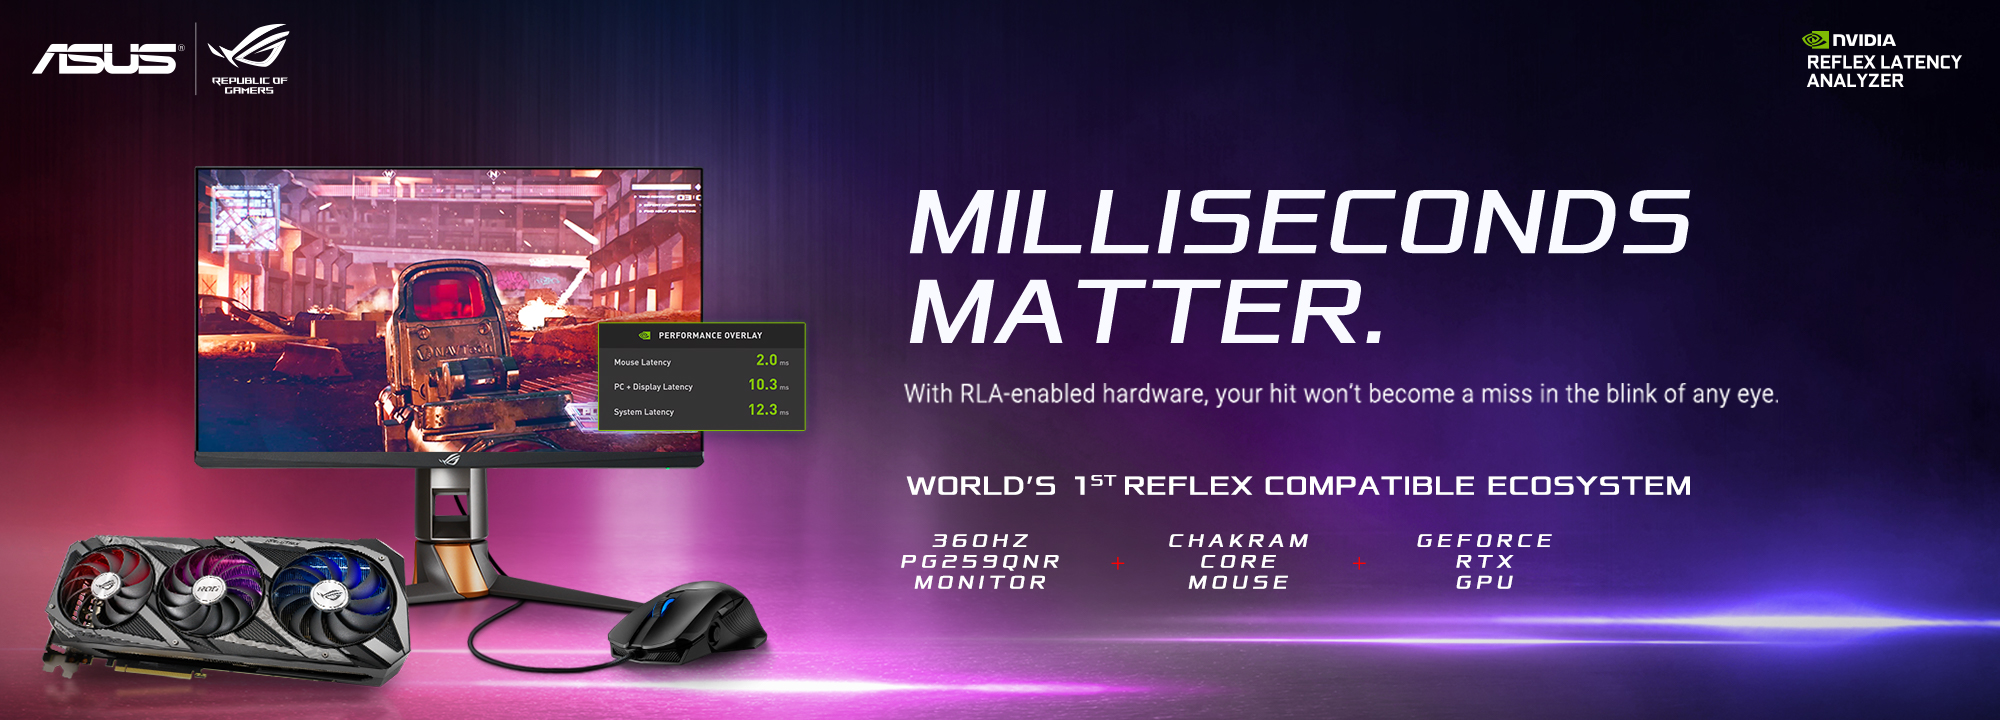 ASUS®
REPUBLIC OF
GAMERS
NVIDIA
REFLEX LATENCY
ANALYZER
MILLISECONDS
MATTER.
With RLA-enabled hardware, your hit won't become a miss in the blink of any eye.
WORLD'S 1ST REFLEX COMPATIBLE ECOSYSTEM
360HZ
PG259QNR
MONITOR
+
CHAKRAM
CORE
MOUSE
+
GEFORCE
RTX
GPU
W
N
PERFORMANCE OVERLAY
Mouse Latency 2.0 ms
PC + Display Latency 10.3 ms
System Latency 12.3 ms
ROG